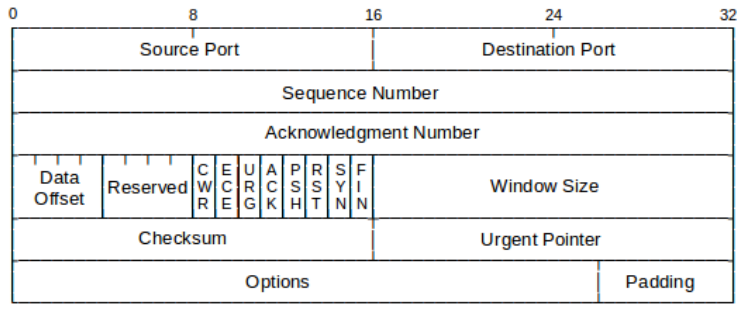 0 8 16 24 32
Source Port Destination Port
Sequence Number
Acknowledgment Number
Data Offset Reserved CWR ECE URG ACK PSH RST SYN FIN Window Size
Checksum Urgent Pointer
Options Padding